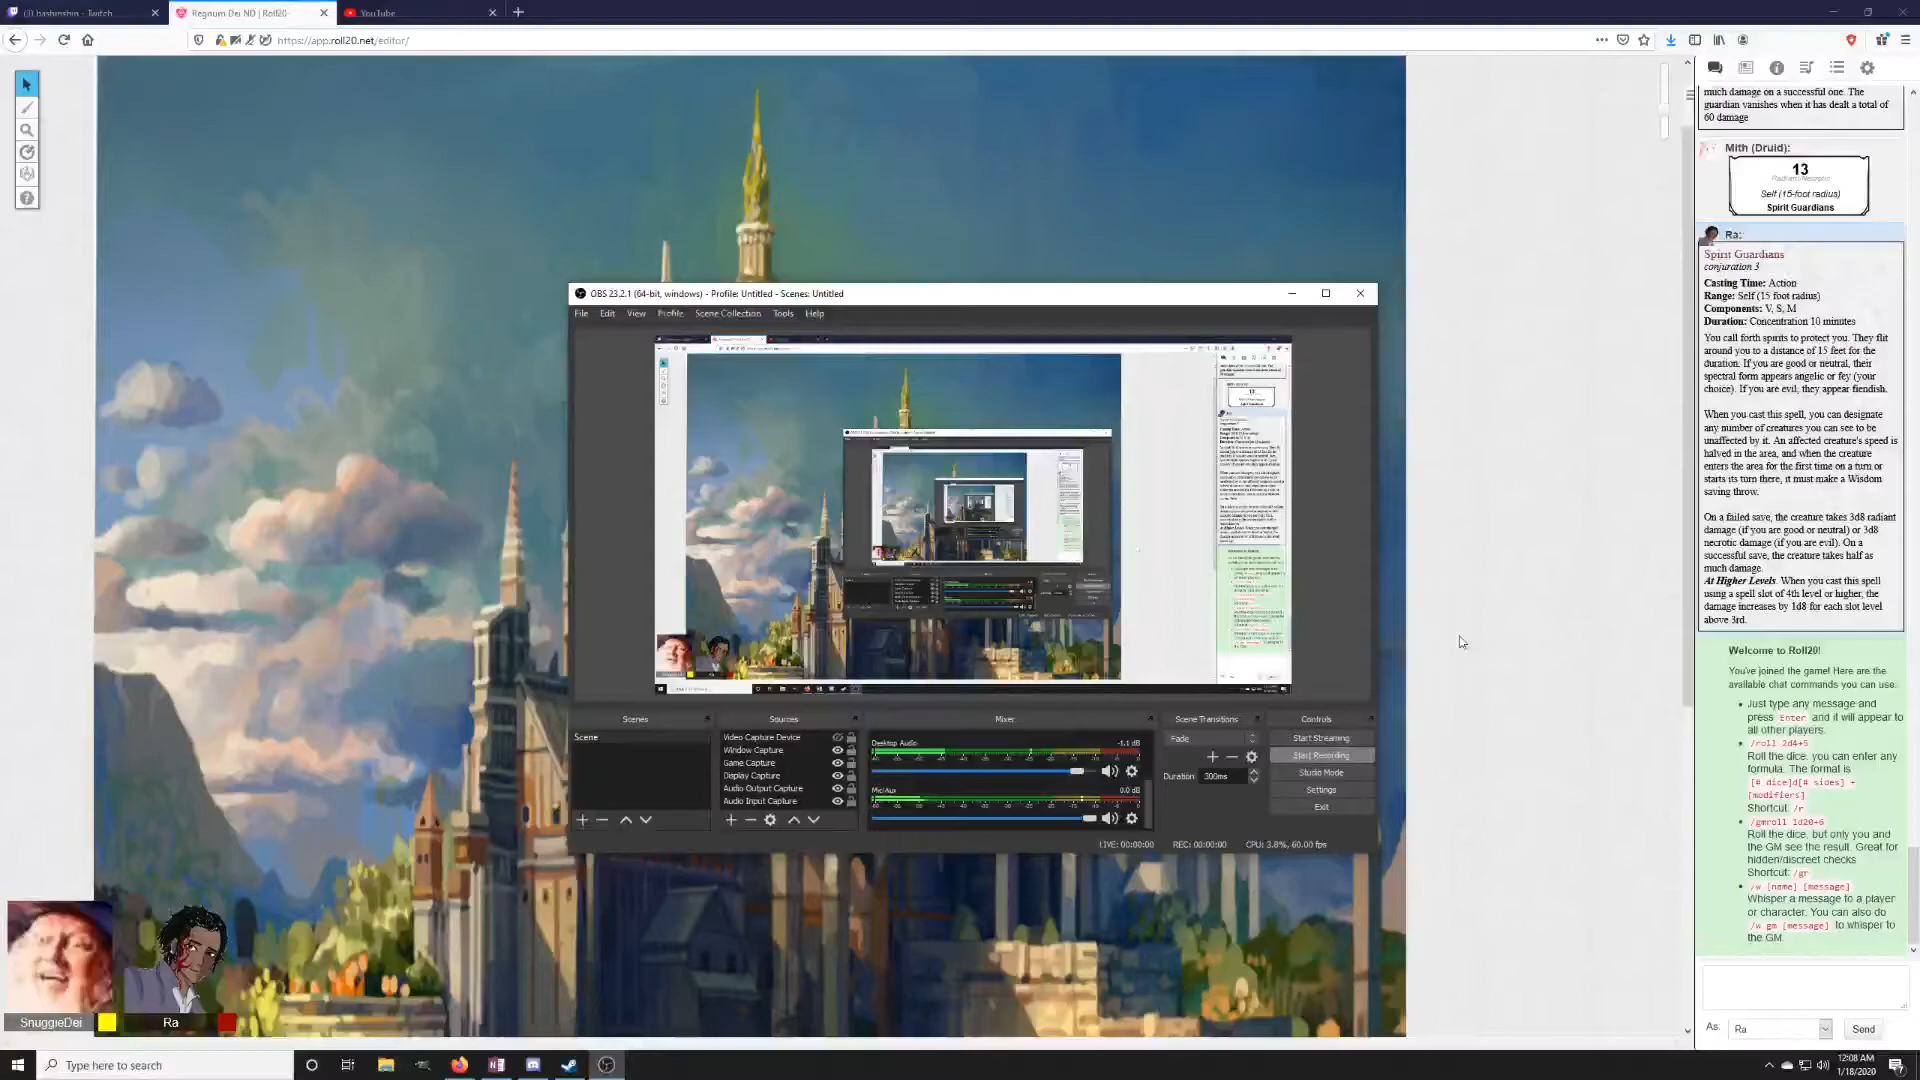 (3) hashinshin - Twitch
Regnum Dei ND | Roll20
YouTube
https://app.roll20.net/editor/
much damage on a successful one. The
guardian vanishes when it has dealt a total of
60 damage
Mith (Druid):
13
Self (15-foot radius)
Spirit Guardians
Ra:
Spirit Guardians
conjuration 3
Casting Time: Action
Range: Self (15 foot radius)
Components: V, S, M
Duration: Concentration 10 minutes
You call forth spirits to protect you. They flit
around you to a distance of 15 feet for the
duration. If you are good or neutral, their
spectral form appears angelic or fey (your
choice). If you are evil, they appear fiendish.
When you cast this spell, you can designate
any number of creatures you can see to be
unaffected by it. An affected creature's speed is
halved in the area, and when the creature
enters the area for the first time on a turn or
starts its turn there, it must make a Wisdom
saving throw.
On a failed save, the creature takes 3d8 radiant
damage (if you are good or neutral) or 3d8
necrotic damage (if you are evil). On a
successful save, the creature takes half as
much damage.
At Higher Levels. When you cast this spell
using a spell slot of 4th level or higher, the
damage increases by 1d8 for each slot level
above 3rd.
Welcome to Roll20!
You've joined the game! Here are the
available chat commands you can use.
Just type any message and
press Enter and it will appear to
all other players.
/roll 2d4+5
Roll the dice, you can enter any
formula. The format is
[# dice]d[# sides] +
[modifiers]
Shortcut: /r
/gmroll 1d20+6
Roll the dice, but only you and
the GM see the result. Great for
hidden/discreet checks
Shortcut: /gr
/w [name] [message]
Whisper a message to a player
or character. You can also do
/w gm [message] to whisper to
the GM.
As:
Ra
Send
OBS 23.2.1 (64-bit, windows) - Profile: Untitled - Scenes: Untitled
File Edit View Profile Scene Collection Tools Help
Scenes
Sources
Mixer
Scene Transitions
Controls
Scene
Video Capture Device
Window Capture
Game Capture
Display Capture
Audio Output Capture
Audio Input Capture
Desktop Audio
-1.1 dB
Mic/Aux
0.0 dB
Fade
Duration 300ms
Start Streaming
Start Recording
Studio Mode
Settings
Exit
LIVE: 00:00:00
REC: 00:00:00
CPU: 3.8%, 60.00 fps
SnuggieDei
Ra
Type here to search
12:08 AM
1/18/2020